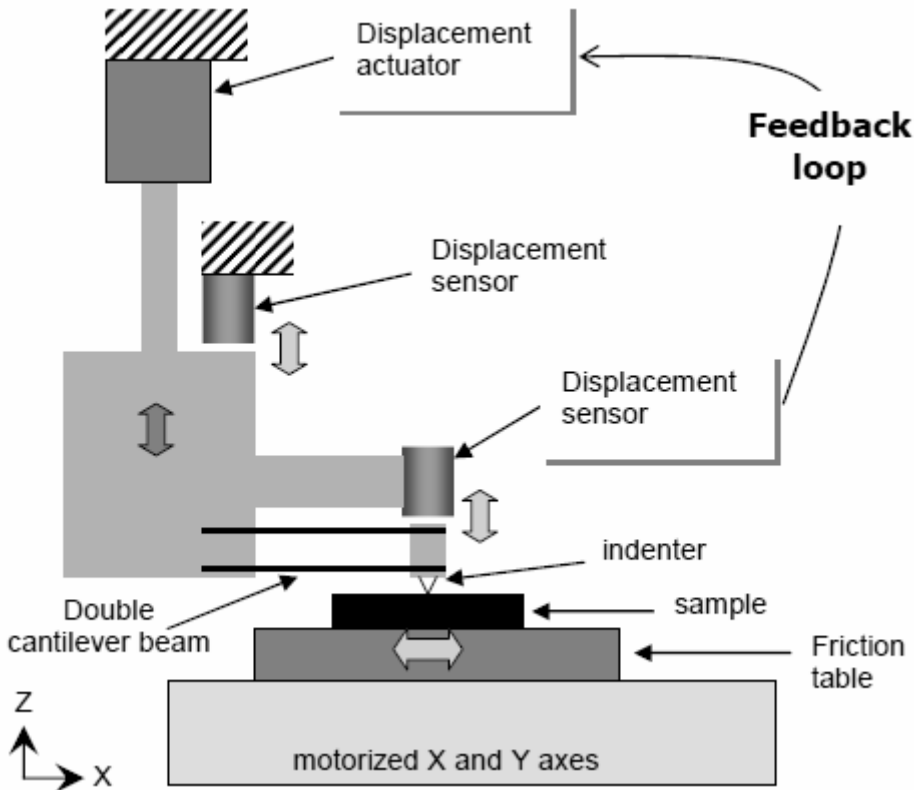 Displacement
actuator
Feedback
loop
Displacement
sensor
Displacement
sensor
indenter
Double
cantilever beam
sample
Friction
table
Z
X
motorized X and Y axes